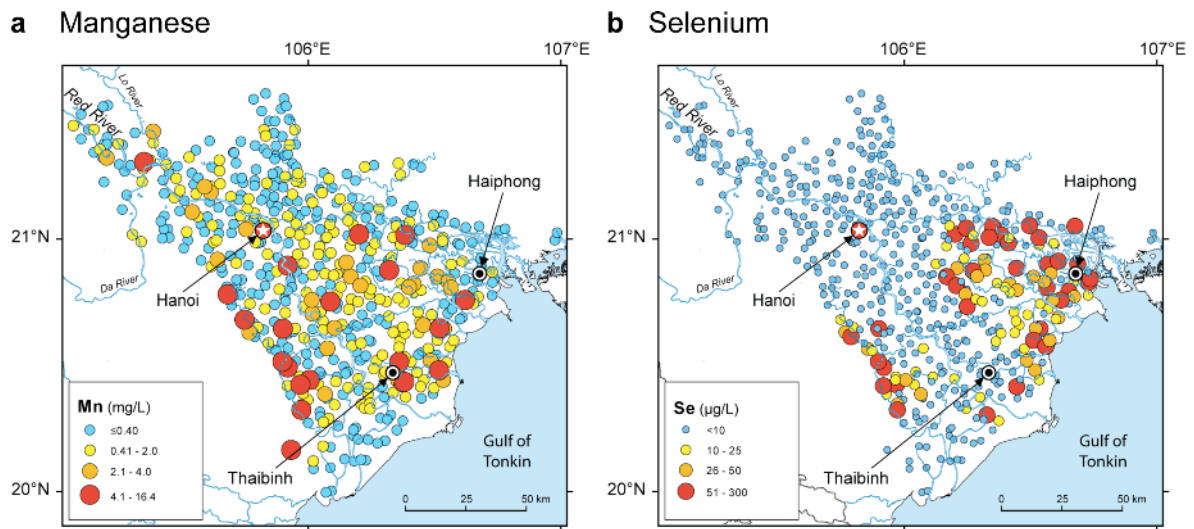 a Manganese
106°E
107°E
Lo River
Red River
Haiphong
21°N
Hanoi
Da River
Mn (mg/L)
≤0.40
0.41 - 2.0
2.1 - 4.0
4.1 - 16.4
Gulf of
Tonkin
Thaibinh
20°N
0 25 50 km
b Selenium
106°E
107°E
Lo River
Red River
Haiphong
21°N
Hanoi
Da River
Se (µg/L)
<10
10 - 25
26 - 50
51 - 300
Gulf of
Tonkin
Thaibinh
20°N
0 25 50 km